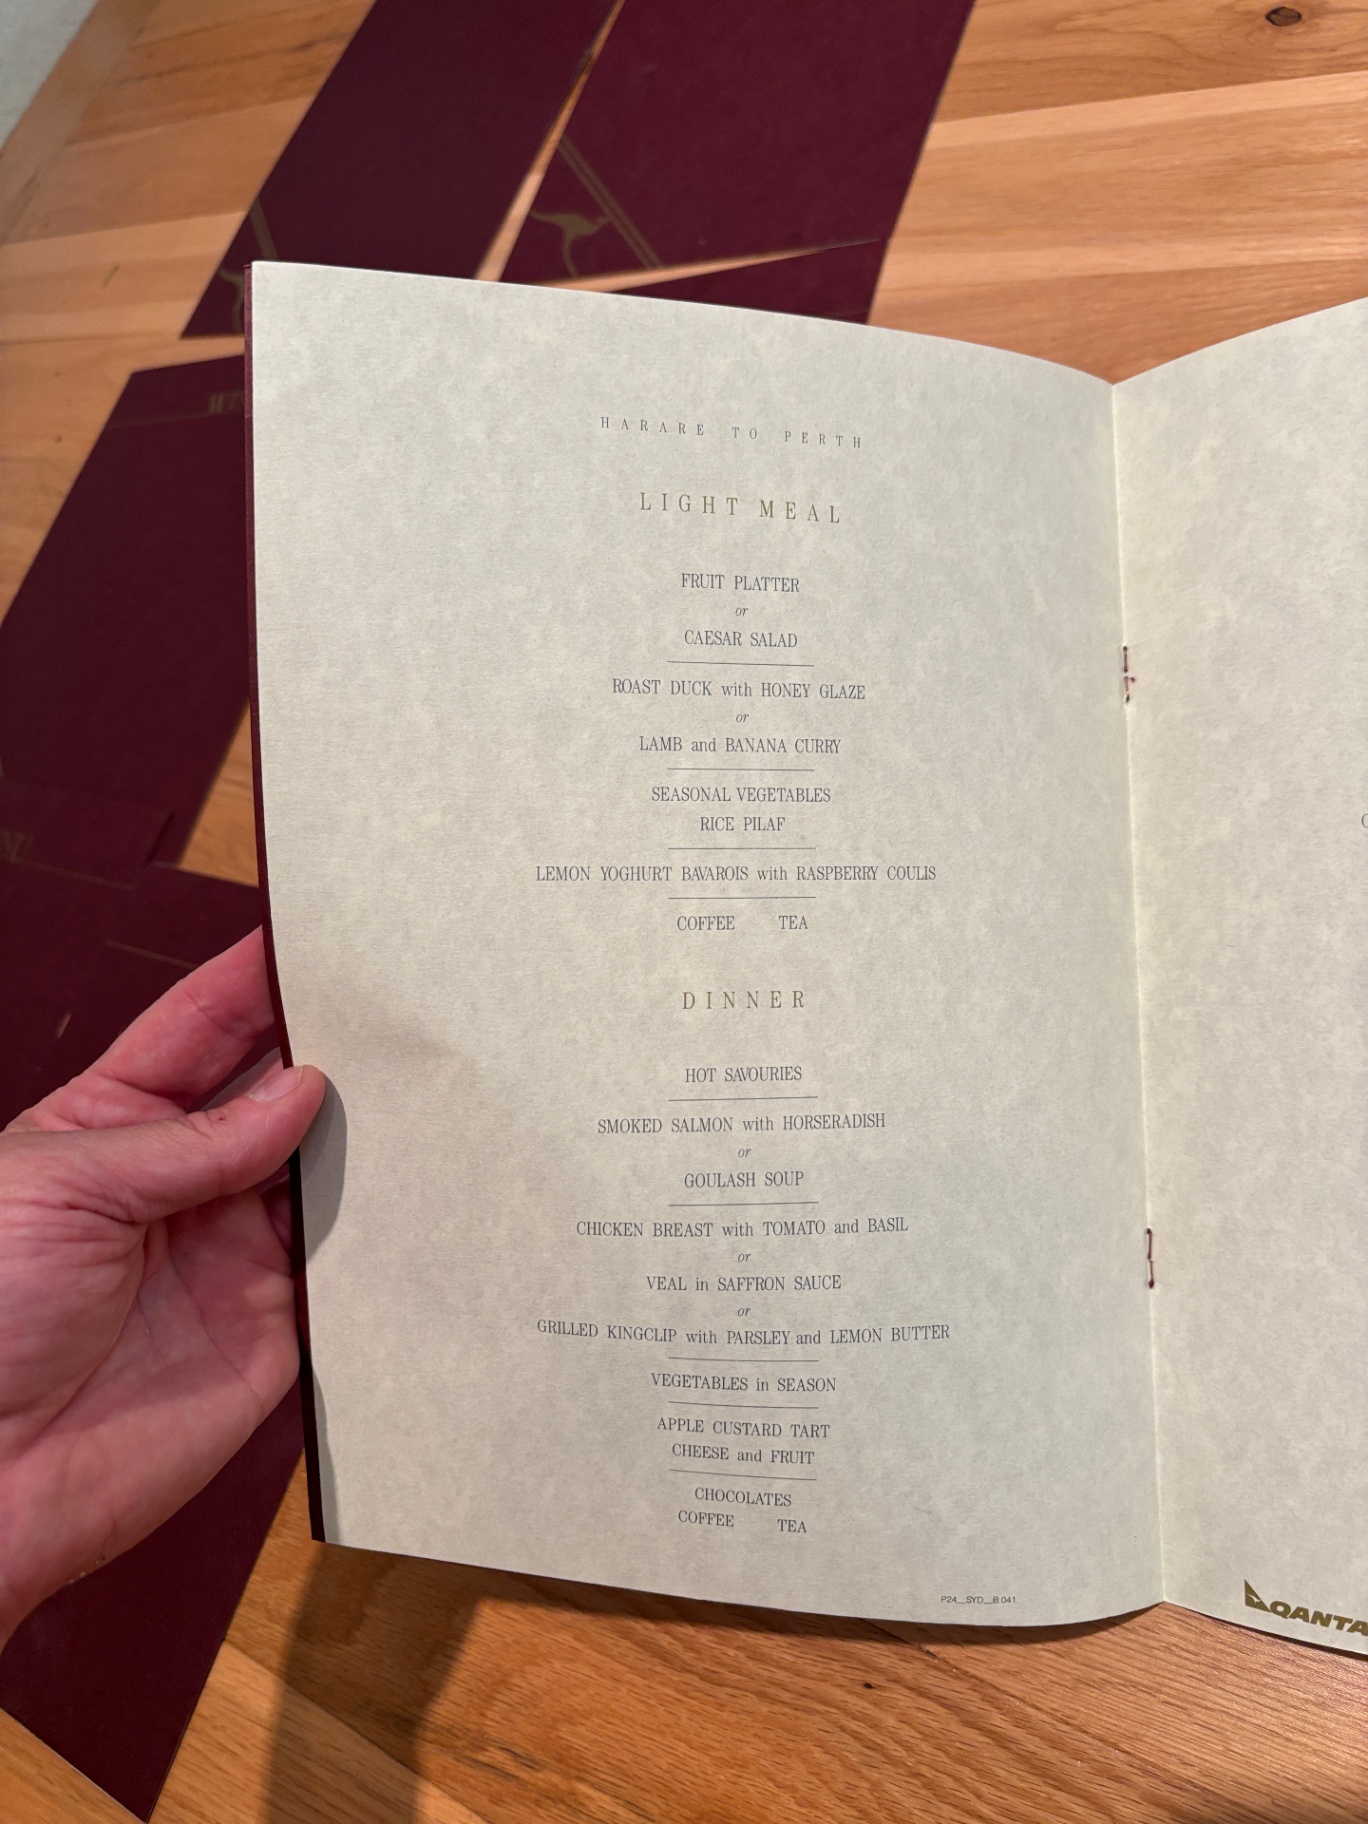 HARARE TO PERTH
LIGHT MEAL
FRUIT PLATTER
or
CAESAR SALAD
ROAST DUCK with HONEY GLAZE
or
LAMB and BANANA CURRY
SEASONAL VEGETABLES
RICE PILAF
LEMON YOGHURT BAVAROIS with RASPBERRY COULIS
COFFEE TEA
DINNER
HOT SAVOURIES
SMOKED SALMON with HORSERADISH
or
GOULASH SOUP
CHICKEN BREAST with TOMATO and BASIL
or
VEAL in SAFFRON SAUCE
or
GRILLED KINGCLIP with PARSLEY and LEMON BUTTER
VEGETABLES in SEASON
APPLE CUSTARD TART
CHEESE and FRUIT
CHOCOLATES
COFFEE TEA
P24__SYD__B.041
QANTA